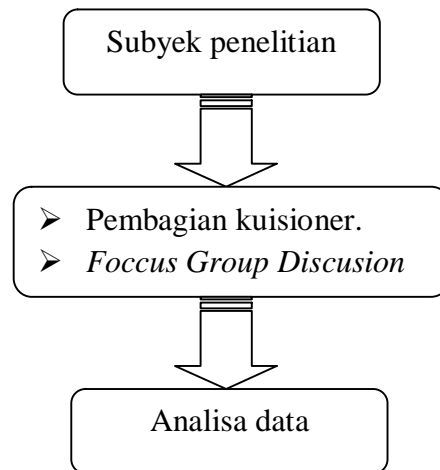 Subyek penelitian
➢ Pembagian kuisioner.
➢ Foccus Group Discusion
Analisa data